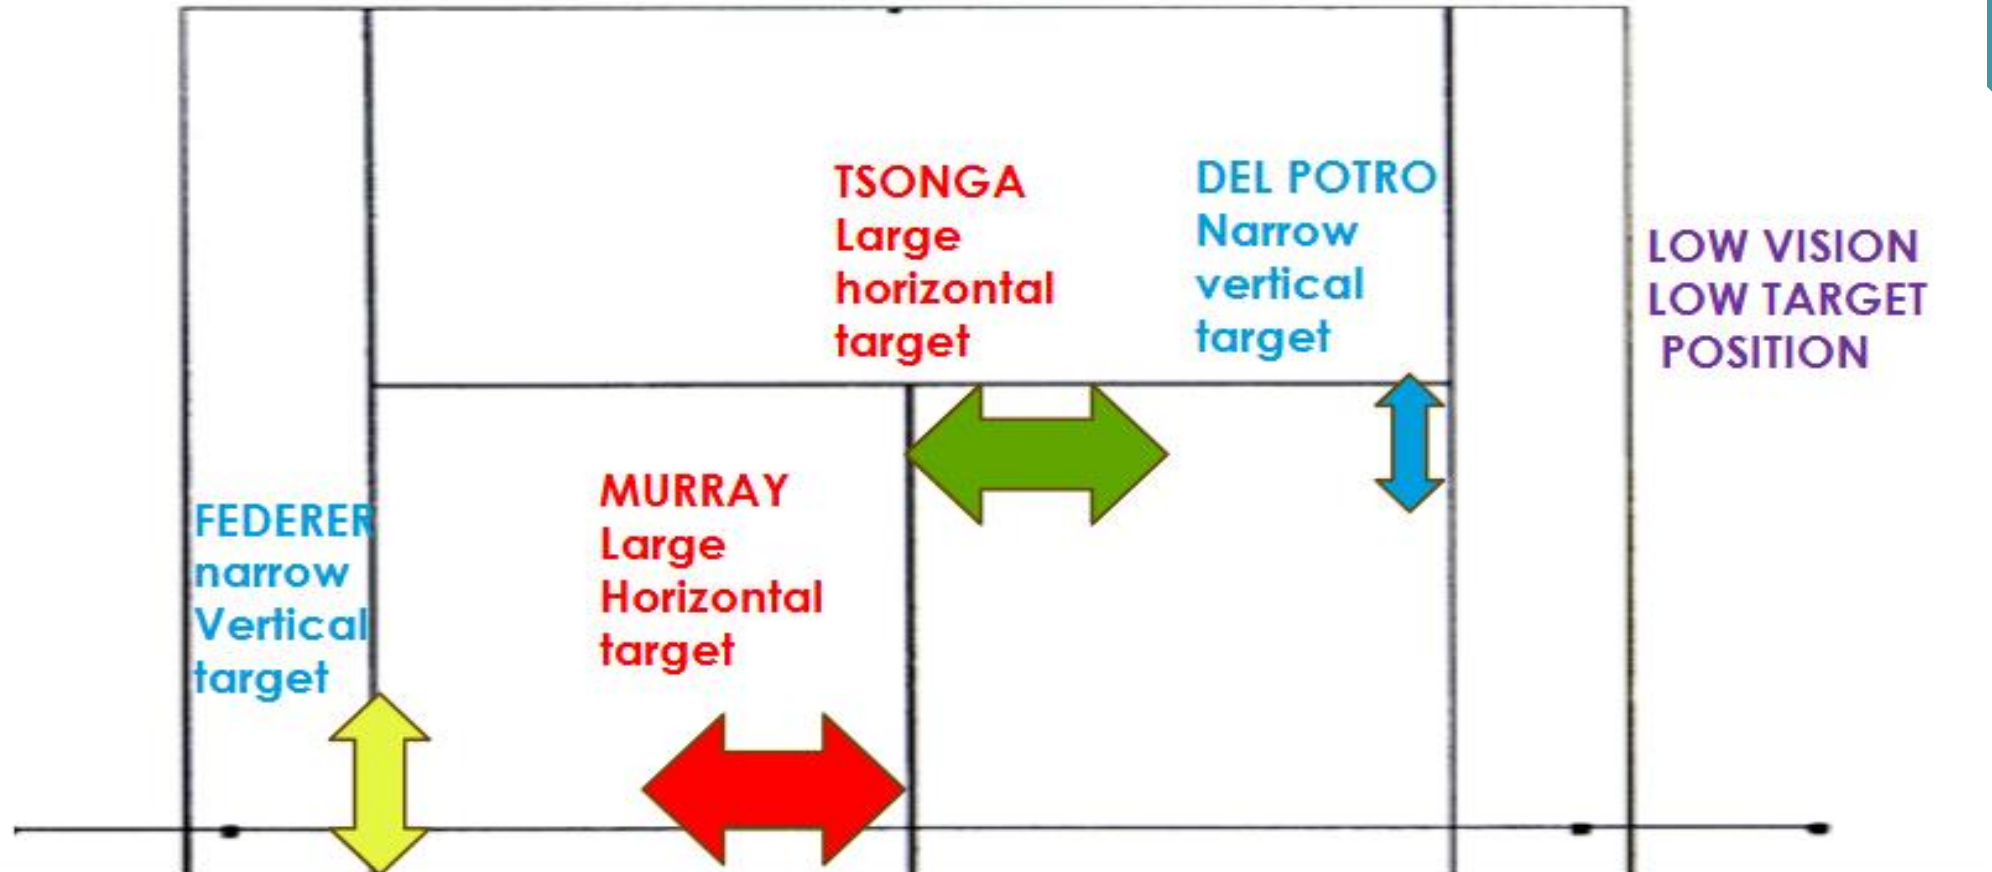 TSONGA
Large
horizontal
target
DEL POTRO
Narrow
vertical
target
LOW VISION
LOW TARGET
POSITION
FEDERER
narrow
Vertical
target
MURRAY
Large
Horizontal
target